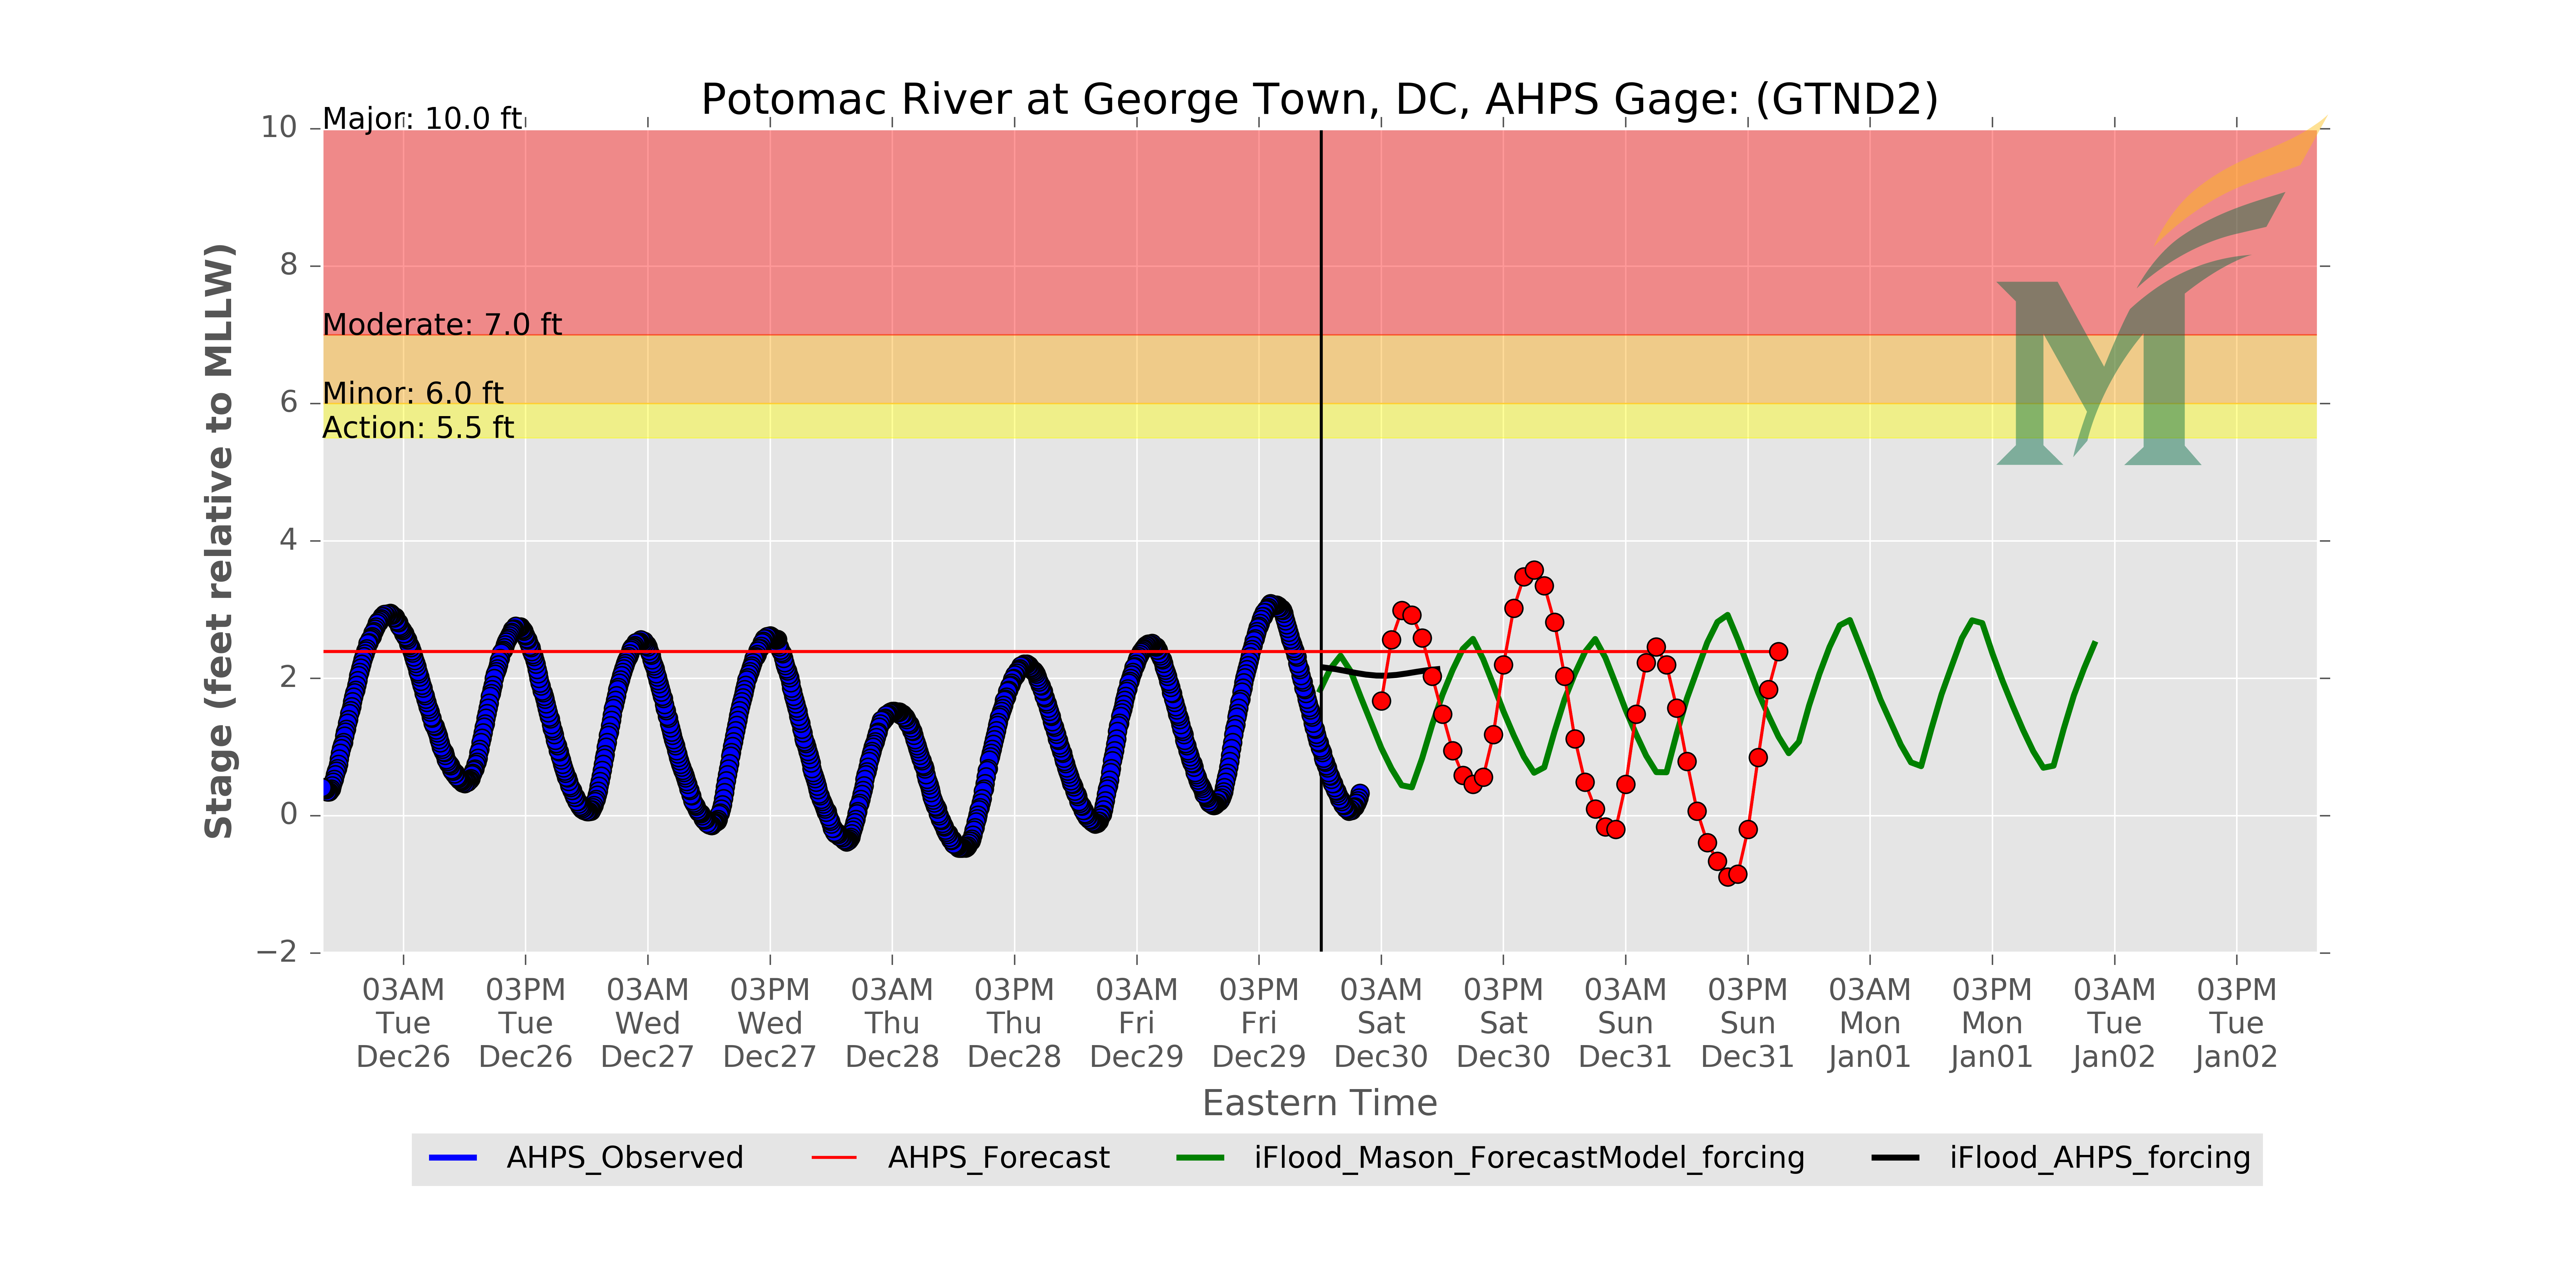 Potomac River at George Town, DC, AHPS Gage: (GTND2)
Major: 10.0 ft
Moderate: 7.0 ft
Minor: 6.0 ft
Action: 5.5 ft
Stage (feet relative to MLLW)
10
8
6
4
2
0
−2
03AM Tue Dec26
03PM Tue Dec26
03AM Wed Dec27
03PM Wed Dec27
03AM Thu Dec28
03PM Thu Dec28
03AM Fri Dec29
03PM Fri Dec29
03AM Sat Dec30
03PM Sat Dec30
03AM Sun Dec31
03PM Sun Dec31
03AM Mon Jan01
03PM Mon Jan01
03AM Tue Jan02
03PM Tue Jan02
Eastern Time
AHPS_Observed
AHPS_Forecast
iFlood_Mason_ForecastModel_forcing
iFlood_AHPS_forcing
M